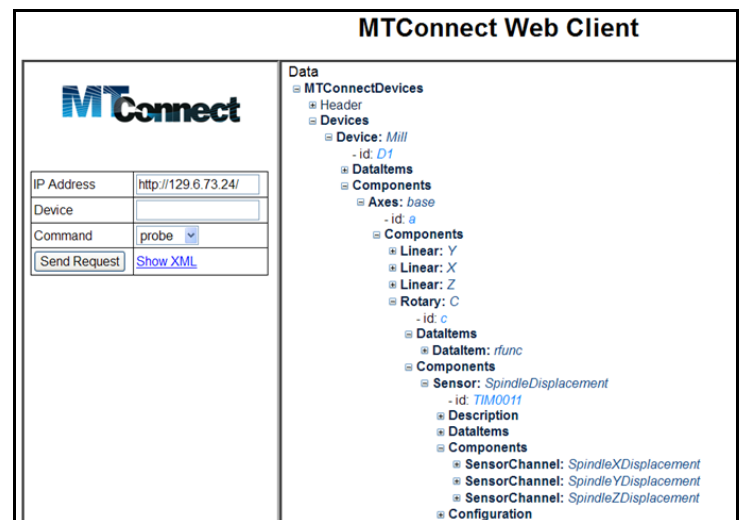 MTConnect Web Client
MTConnect
IP Address http://129.6.73.24/
Device
Command probe
Send Request Show XML
Data
MTConnectDevices
Header
Devices
Device: Mill
- id: D1
DataItems
Components
Axes: base
- id: a
Components
Linear: Y
Linear: X
Linear: Z
Rotary: C
- id: c
DataItems
DataItem: rfunc
Components
Sensor: SpindleDisplacement
- id: TIM0011
Description
DataItems
Components
SensorChannel: SpindleXDisplacement
SensorChannel: SpindleYDisplacement
SensorChannel: SpindleZDisplacement
Configuration